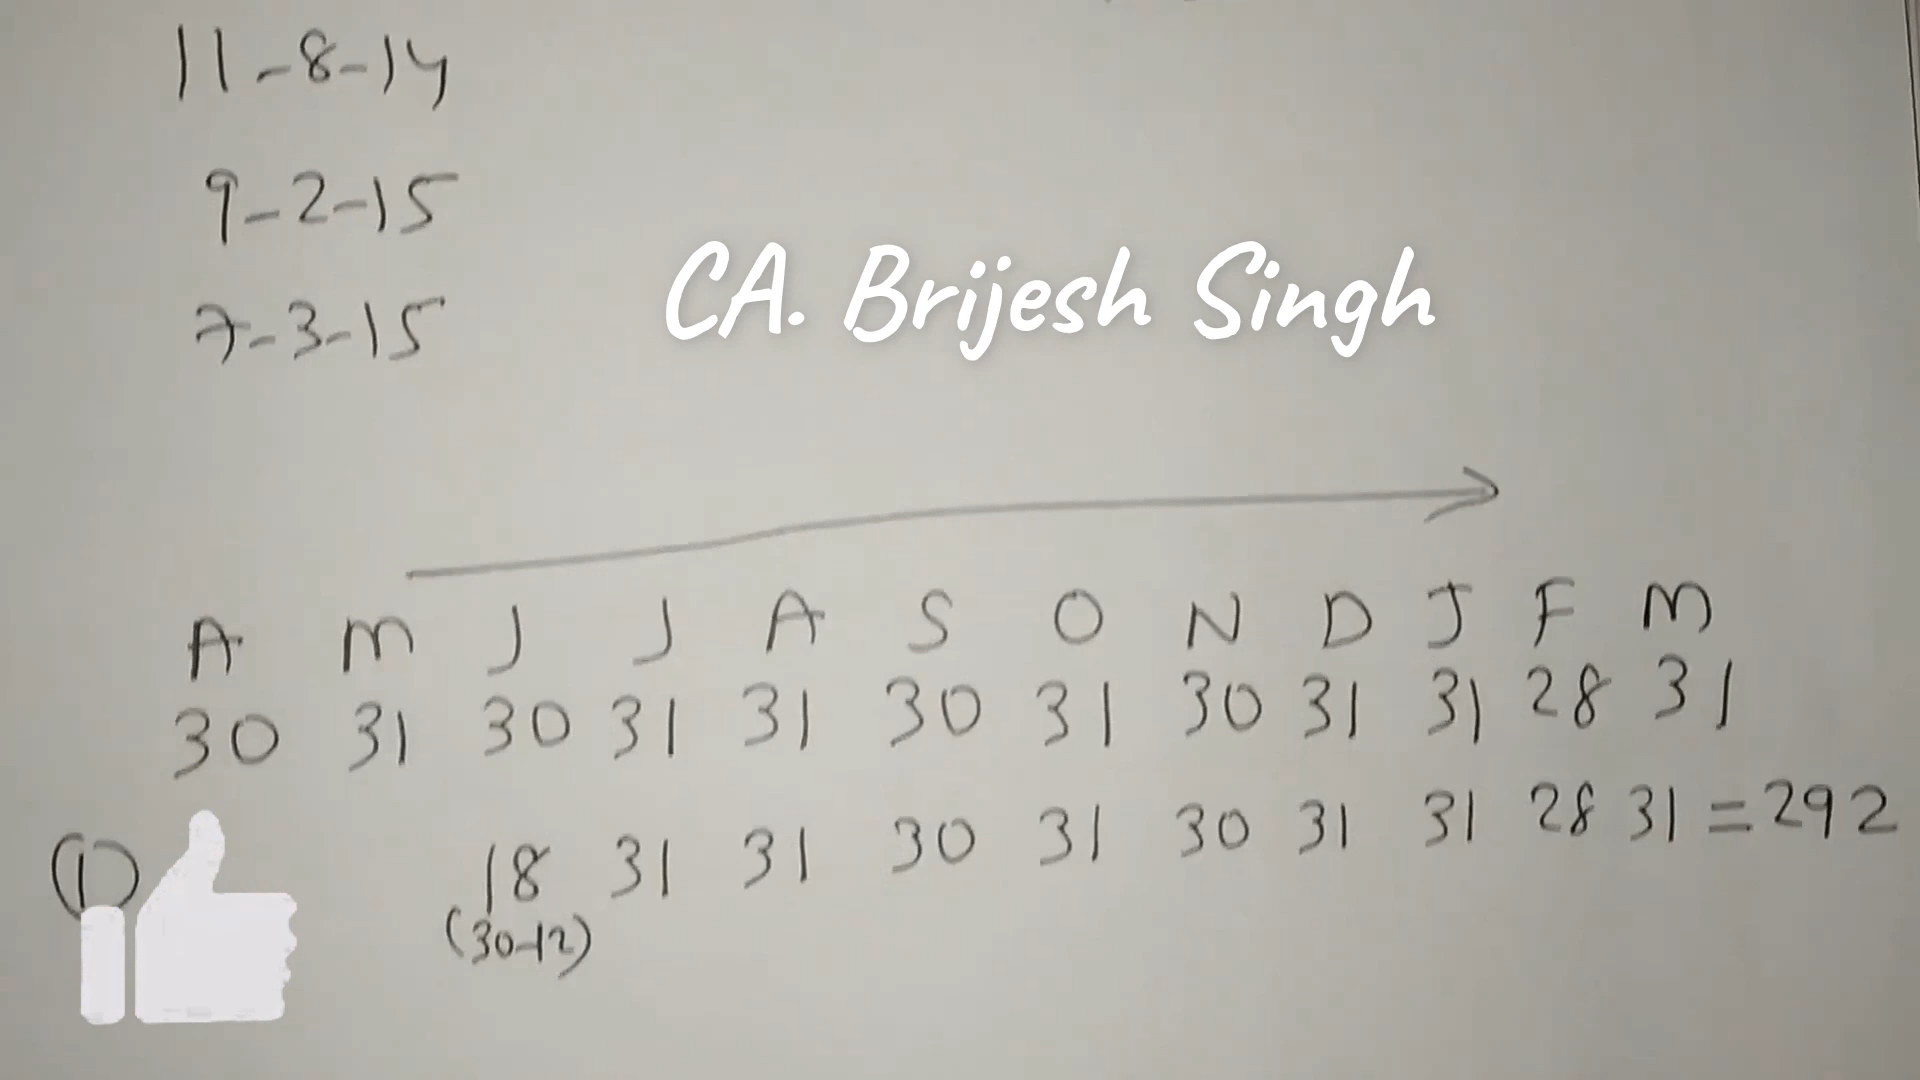 11-8-14
9-2-15
7-3-15
CA. Brijesh Singh
A M J J A S O N D J F M
30 31 30 31 31 30 31 30 31 31 28 31
① 18 31 31 30 31 30 31 31 28 31 = 292
(30-12)